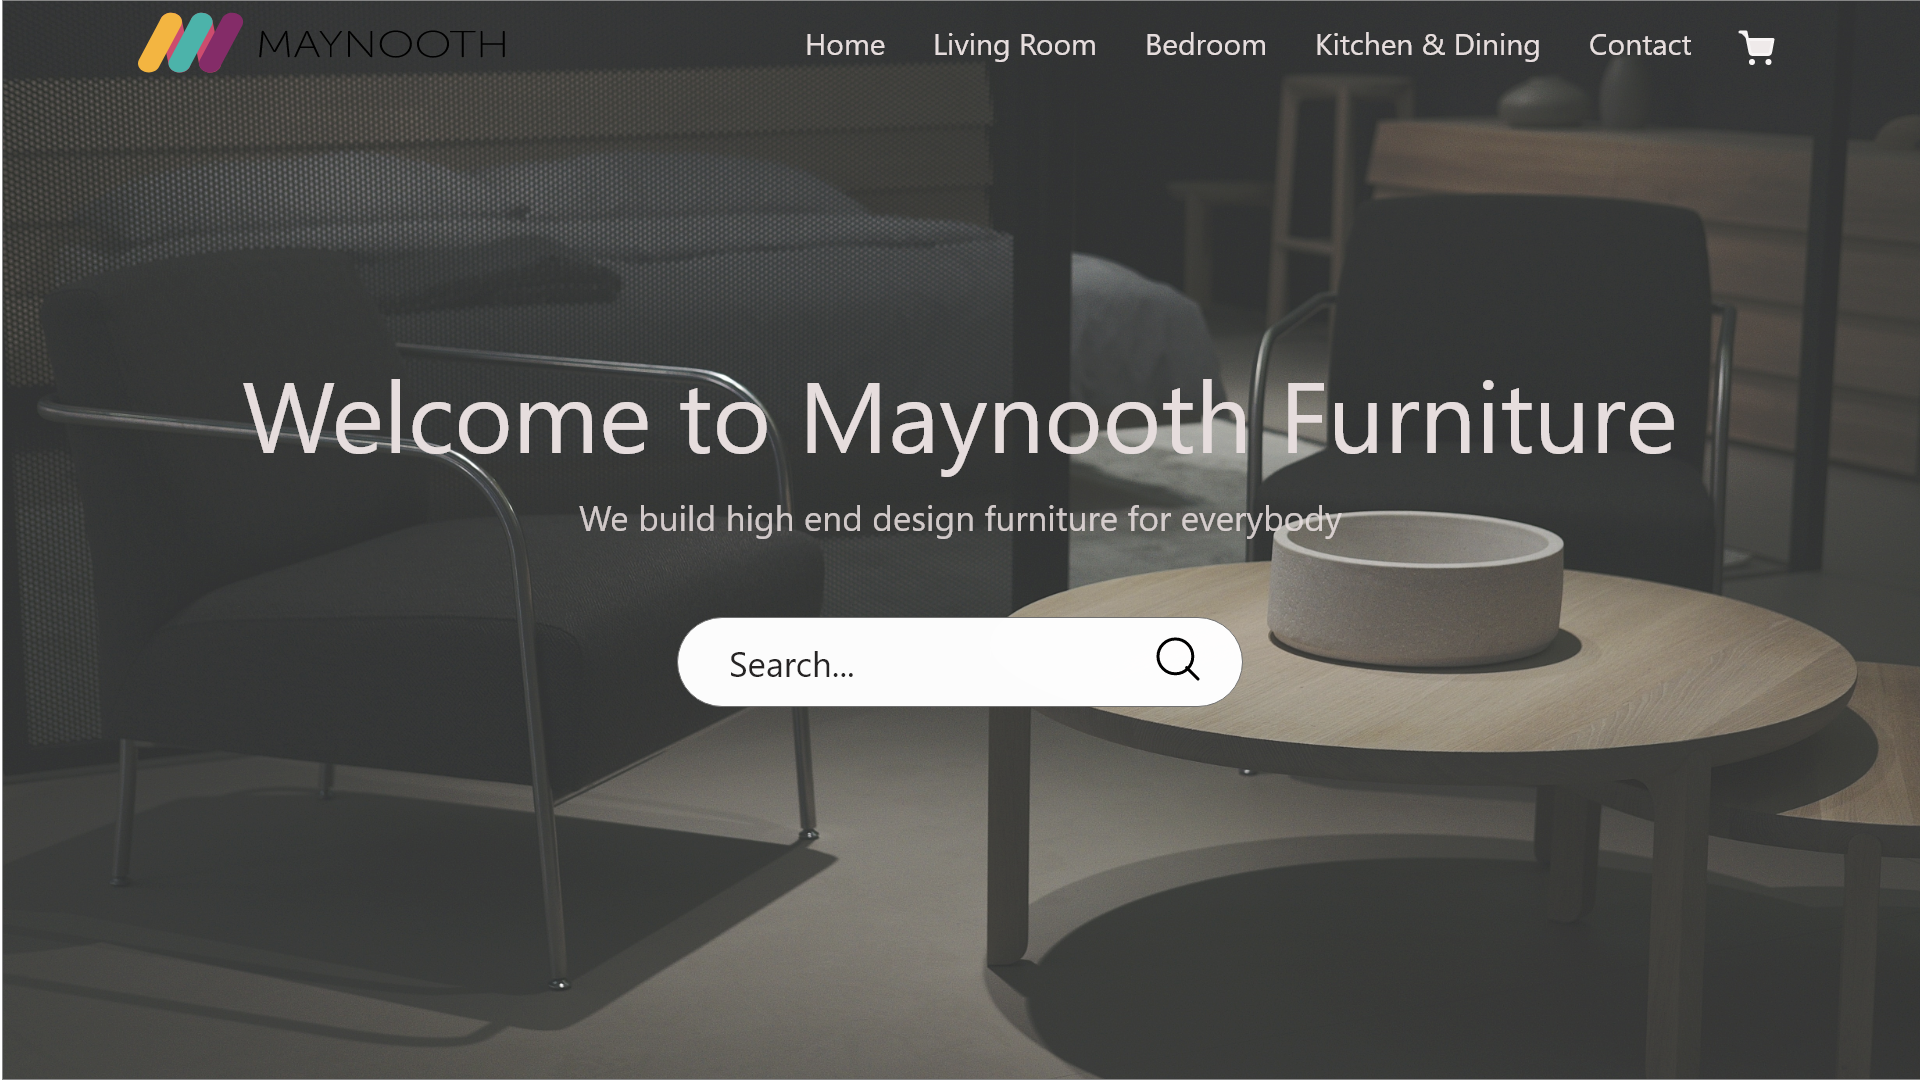 MAYNOOTH
Home Living Room Bedroom Kitchen & Dining Contact
Welcome to Maynooth Furniture
We build high end design furniture for everybody
Search...